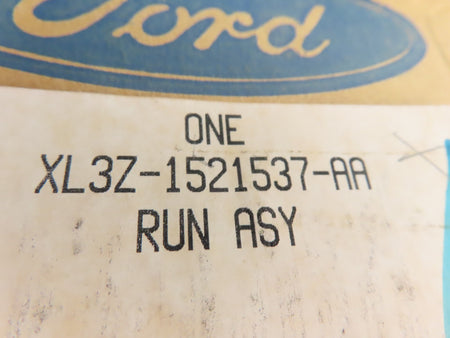 Ford
ONE
XL3Z-1521537-AA
RUN ASY